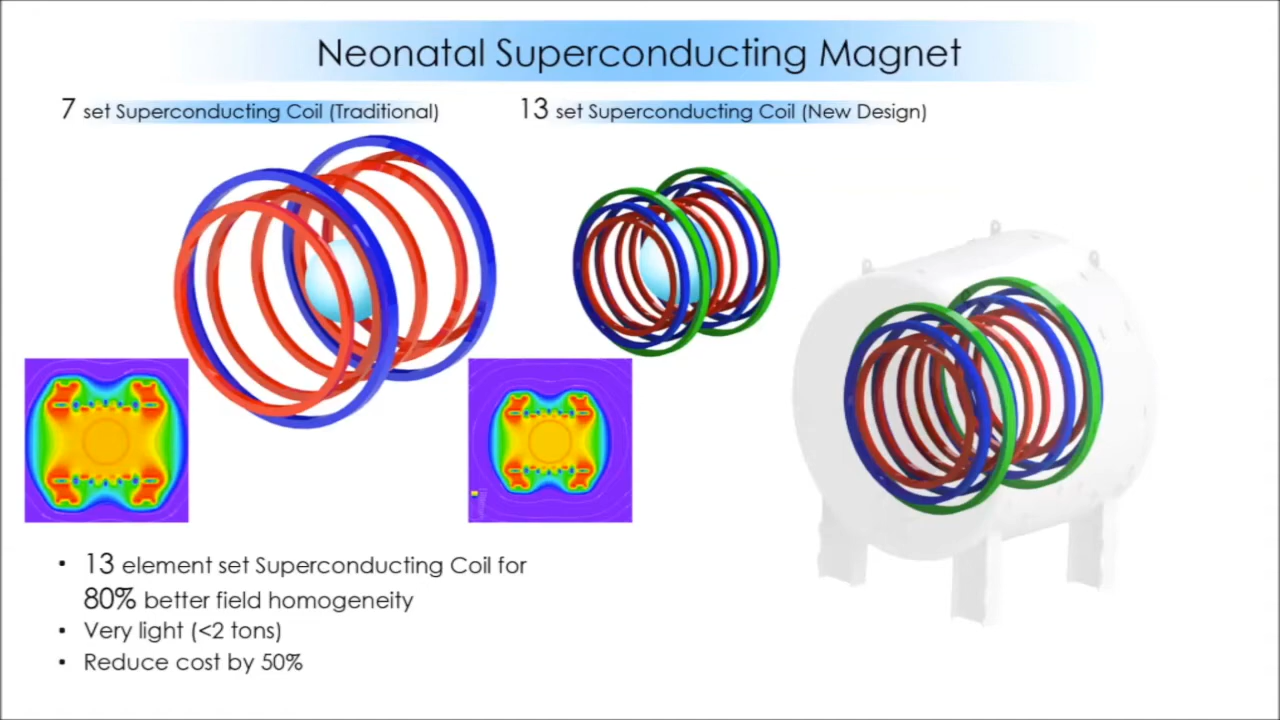 Neonatal Superconducting Magnet
7 set Superconducting Coil (Traditional)
13 set Superconducting Coil (New Design)
• 13 element set Superconducting Coil for
80% better field homogeneity
• Very light (<2 tons)
• Reduce cost by 50%